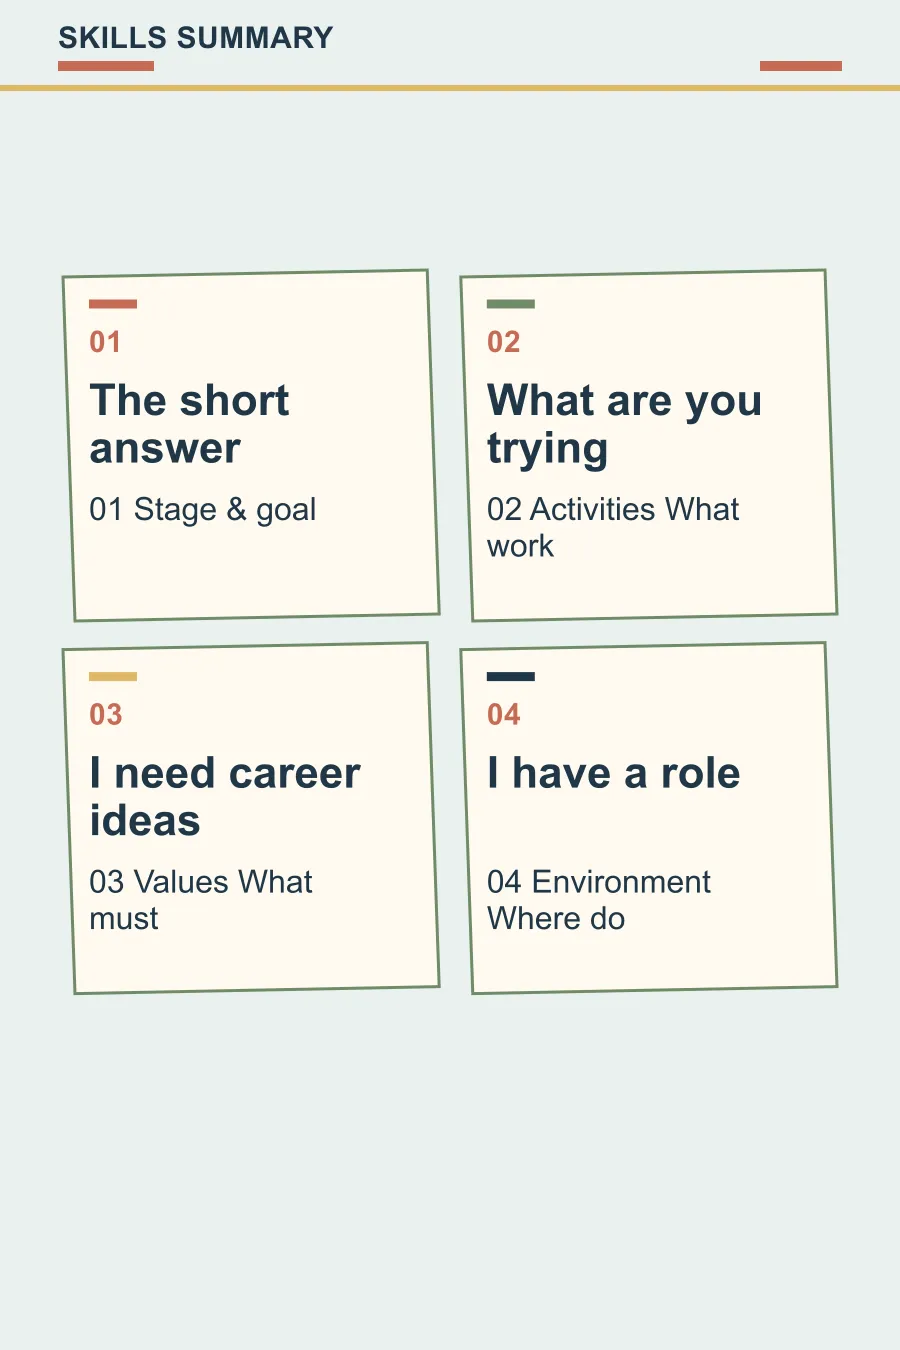 SKILLS SUMMARY
01
The short
answer
01 Stage & goal
02
What are you
trying
02 Activities What
work
03
I need career
ideas
03 Values What
must
04
I have a role
04 Environment
Where do